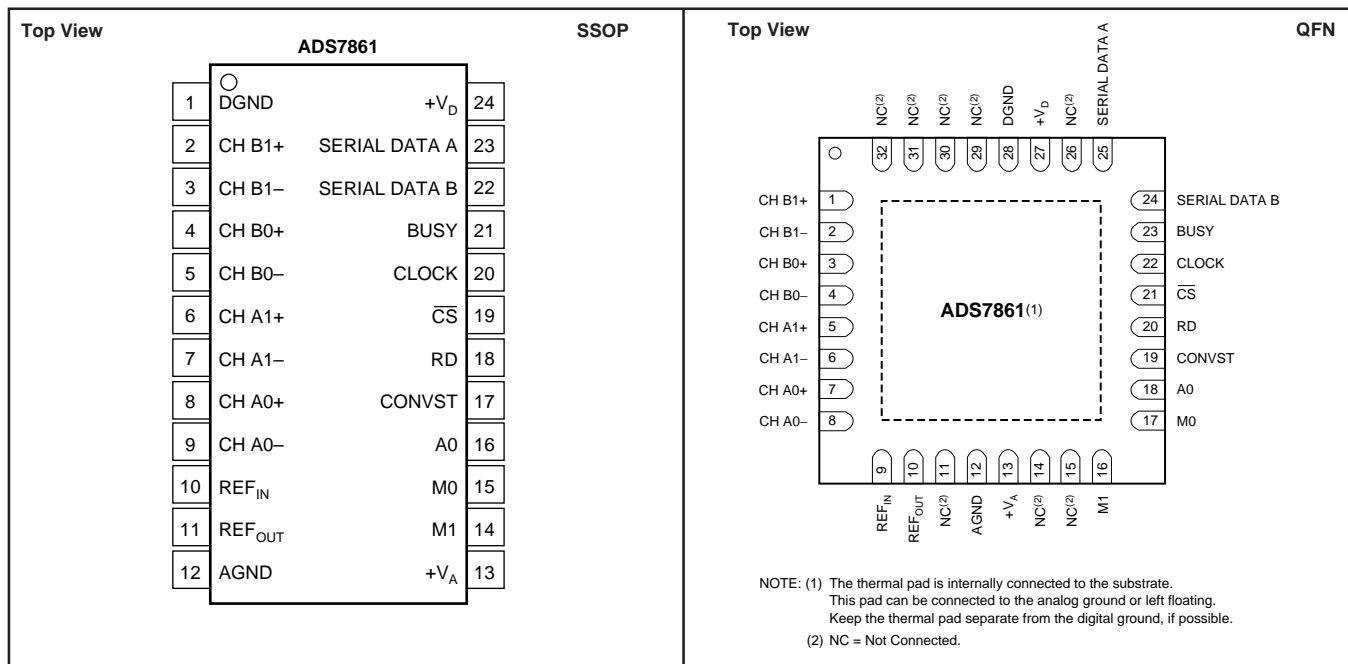 Top View
SSOP
ADS7861
1 DGND +VD 24
2 CH B1+ SERIAL DATA A 23
3 CH B1– SERIAL DATA B 22
4 CH B0+ BUSY 21
5 CH B0– CLOCK 20
6 CH A1+ CS 19
7 CH A1– RD 18
8 CH A0+ CONVST 17
9 CH A0– A0 16
10 REFIN M0 15
11 REFOUT M1 14
12 AGND +VA 13
Top View
QFN
NC(2) NC(2) NC(2) NC(2) DGND +VD NC(2) SERIAL DATA A
32 31 30 29 28 27 26 25
CH B1+ 1 24 SERIAL DATA B
CH B1– 2 23 BUSY
CH B0+ 3 22 CLOCK
CH B0– 4 21 CS
CH A1+ 5 20 RD
CH A1– 6 19 CONVST
CH A0+ 7 18 A0
CH A0– 8 17 M0
ADS7861(1)
9 10 11 12 13 14 15 16
REFIN REFOUT NC(2) AGND +VA NC(2) NC(2) M1
NOTE: (1) The thermal pad is internally connected to the substrate.
This pad can be connected to the analog ground or left floating.
Keep the thermal pad separate from the digital ground, if possible.
(2) NC = Not Connected.